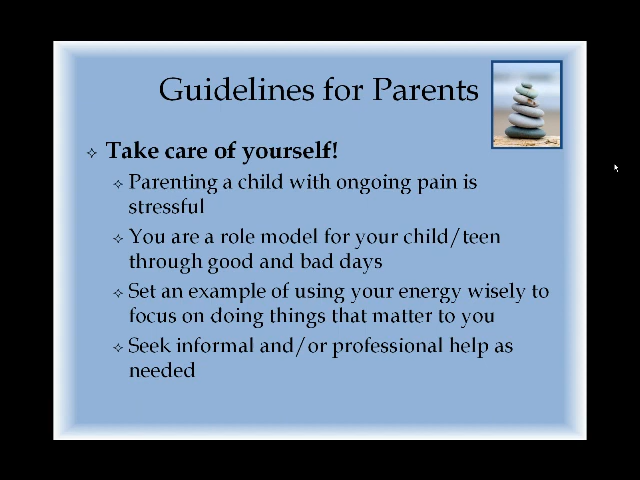 Guidelines for Parents
Take care of yourself!
Parenting a child with ongoing pain is
stressful
You are a role model for your child/teen
through good and bad days
Set an example of using your energy wisely to
focus on doing things that matter to you
Seek informal and/or professional help as
needed